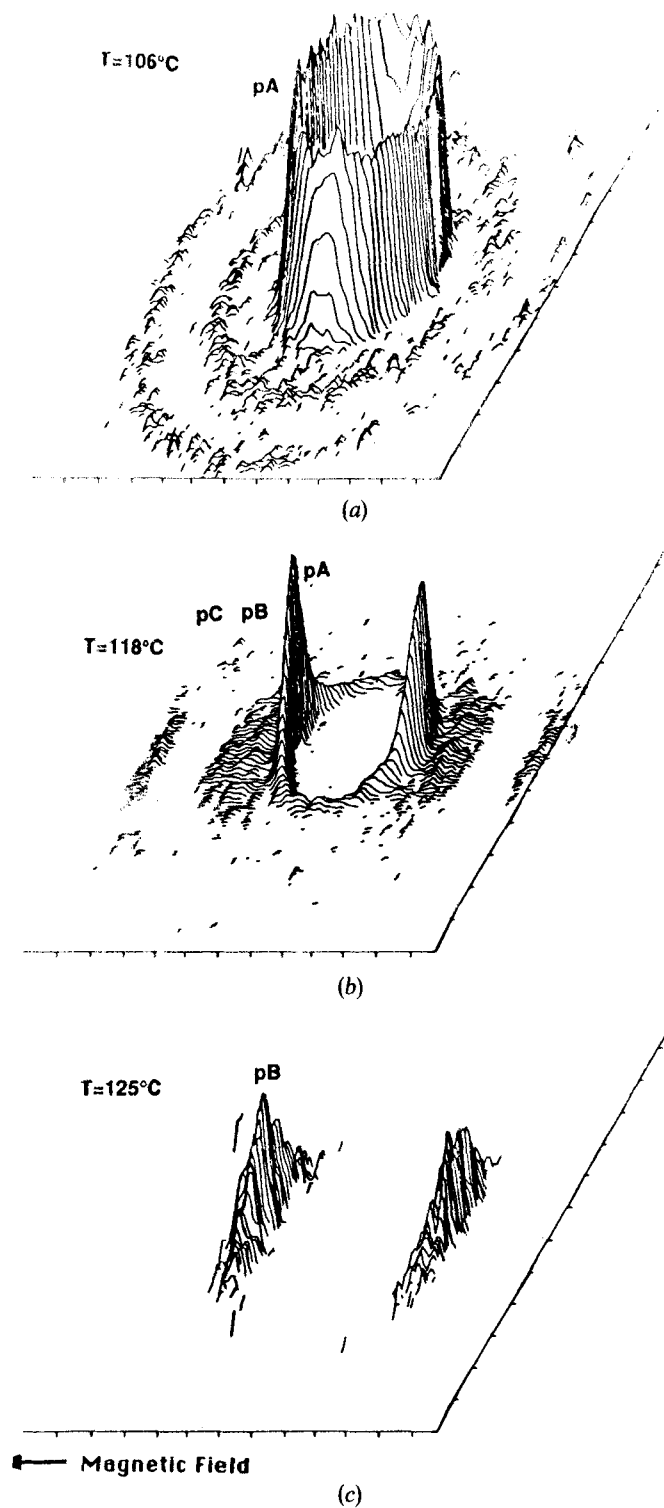 T=106°C
pA
(a)
pA
pC pB
T=118°C
(b)
pB
T=125°C
Magnetic Field
(c)